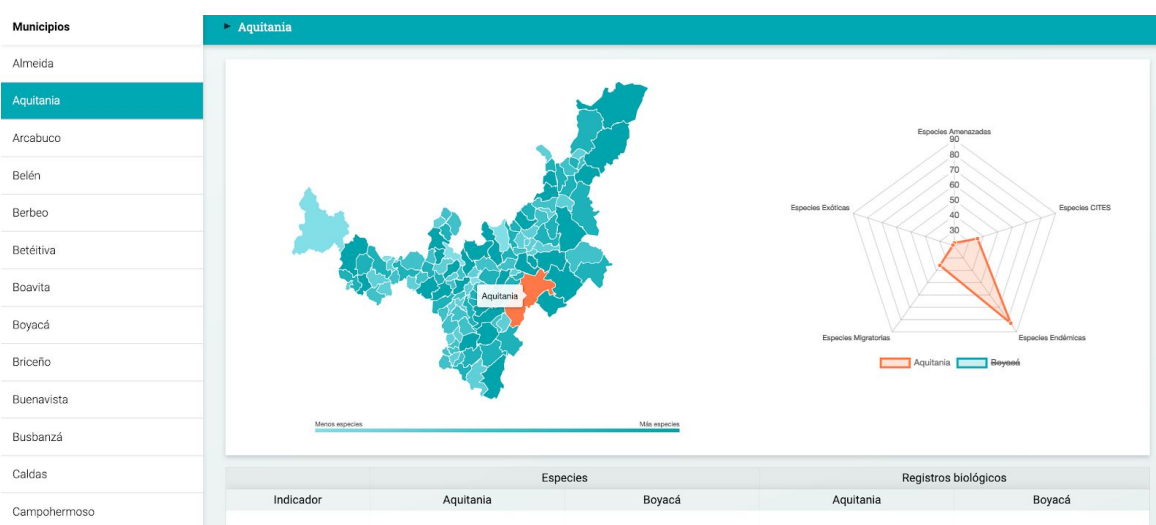 Municipios
Almeida
Aquitania
Arcabuco
Belén
Berbeo
Betéitiva
Boavita
Boyacá
Briceño
Buenavista
Busbanzá
Caldas
Campohermoso
► Aquitania
Aquitania
Menos especies
Más especies
Especies Amenazadas
90
80
70
60
50
40
30
Especies Exóticas
Especies CITES
Especies Migratorias
Especies Endémicas
Aquitania
Boyacá
Especies
Registros biológicos
Indicador
Aquitania
Boyacá
Aquitania
Boyacá